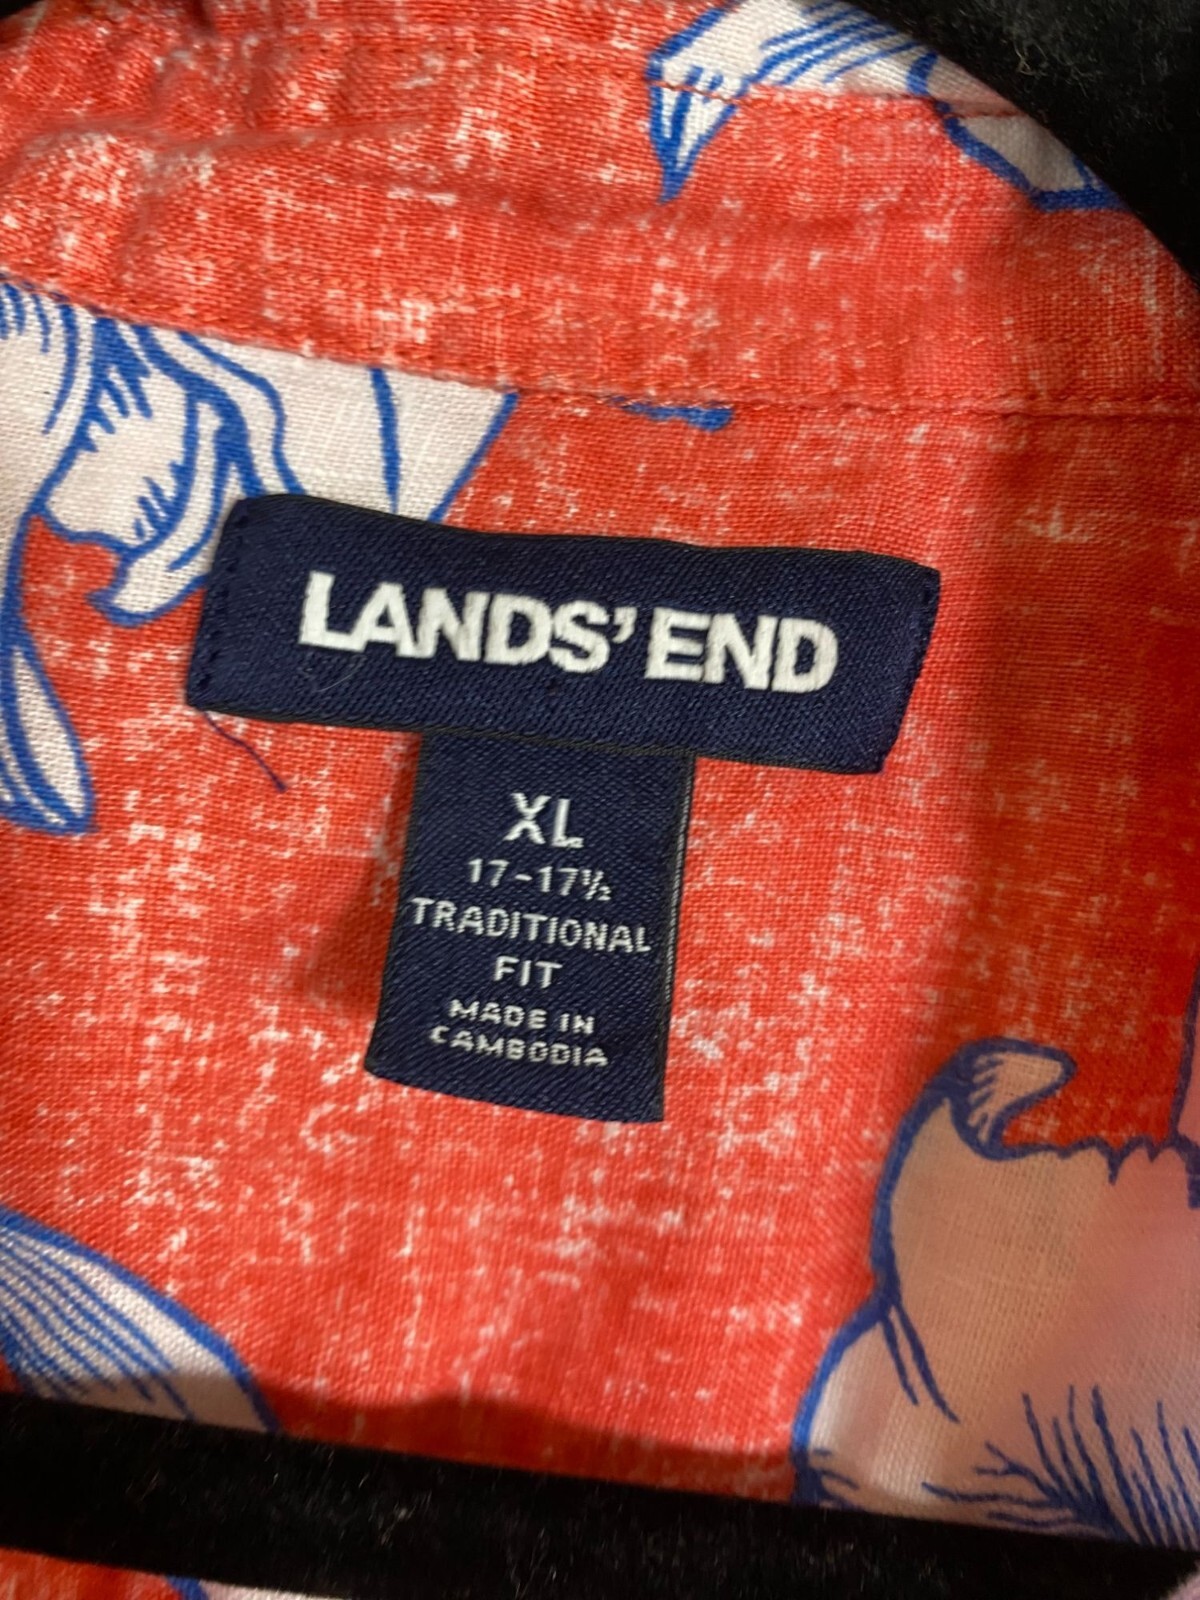 LANDS' END
XL
17-17½
TRADITIONAL
FIT
MADE IN
CAMBODIA